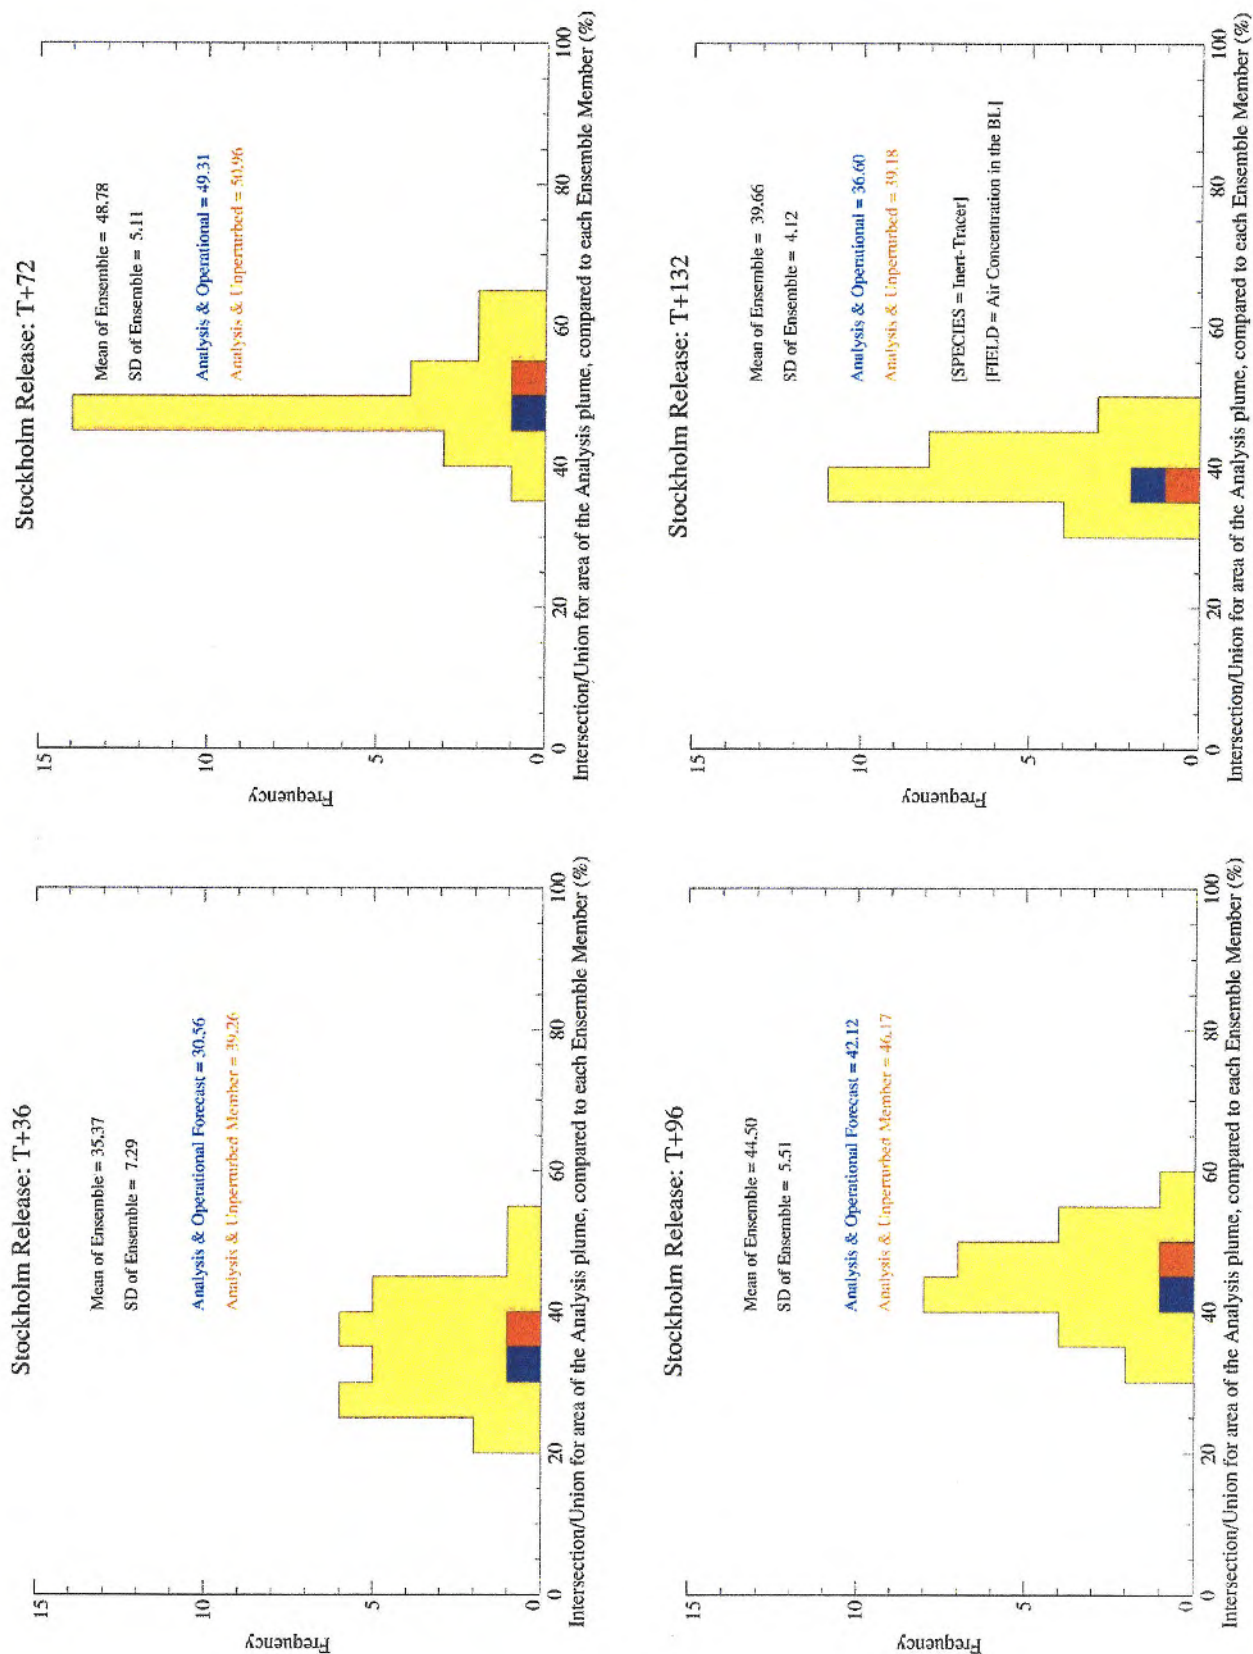 Stockholm Release: T+36
15
10
5
0
Frequency
Mean of Ensemble = 35.37
SD of Ensemble = 7.29
Analysis & Operational Forecast = 30.56
Analysis & Unperturbed Member = 39.26
0 20 40 60 80 100
Intersection/Union for area of the Analysis plume, compared to each Ensemble Member (%)
Stockholm Release: T+72
15
10
5
0
Frequency
Mean of Ensemble = 48.78
SD of Ensemble = 5.11
Analysis & Operational = 49.31
Analysis & Unperturbed = 50.96
0 20 40 60 80 100
Intersection/Union for area of the Analysis plume, compared to each Ensemble Member (%)
Stockholm Release: T+96
15
10
5
0
Frequency
Mean of Ensemble = 44.50
SD of Ensemble = 5.51
Analysis & Operational Forecast = 42.12
Analysis & Unperturbed Member = 46.17
0 20 40 60 80 100
Intersection/Union for area of the Analysis plume, compared to each Ensemble Member (%)
Stockholm Release: T+132
15
10
5
0
Frequency
Mean of Ensemble = 39.66
SD of Ensemble = 4.12
Analysis & Operational = 36.60
Analysis & Unperturbed = 39.18
[SPECIES = Inert-Tracer]
[FIELD = Air Concentration in the BL]
0 20 40 60 80 100
Intersection/Union for area of the Analysis plume, compared to each Ensemble Member (%)